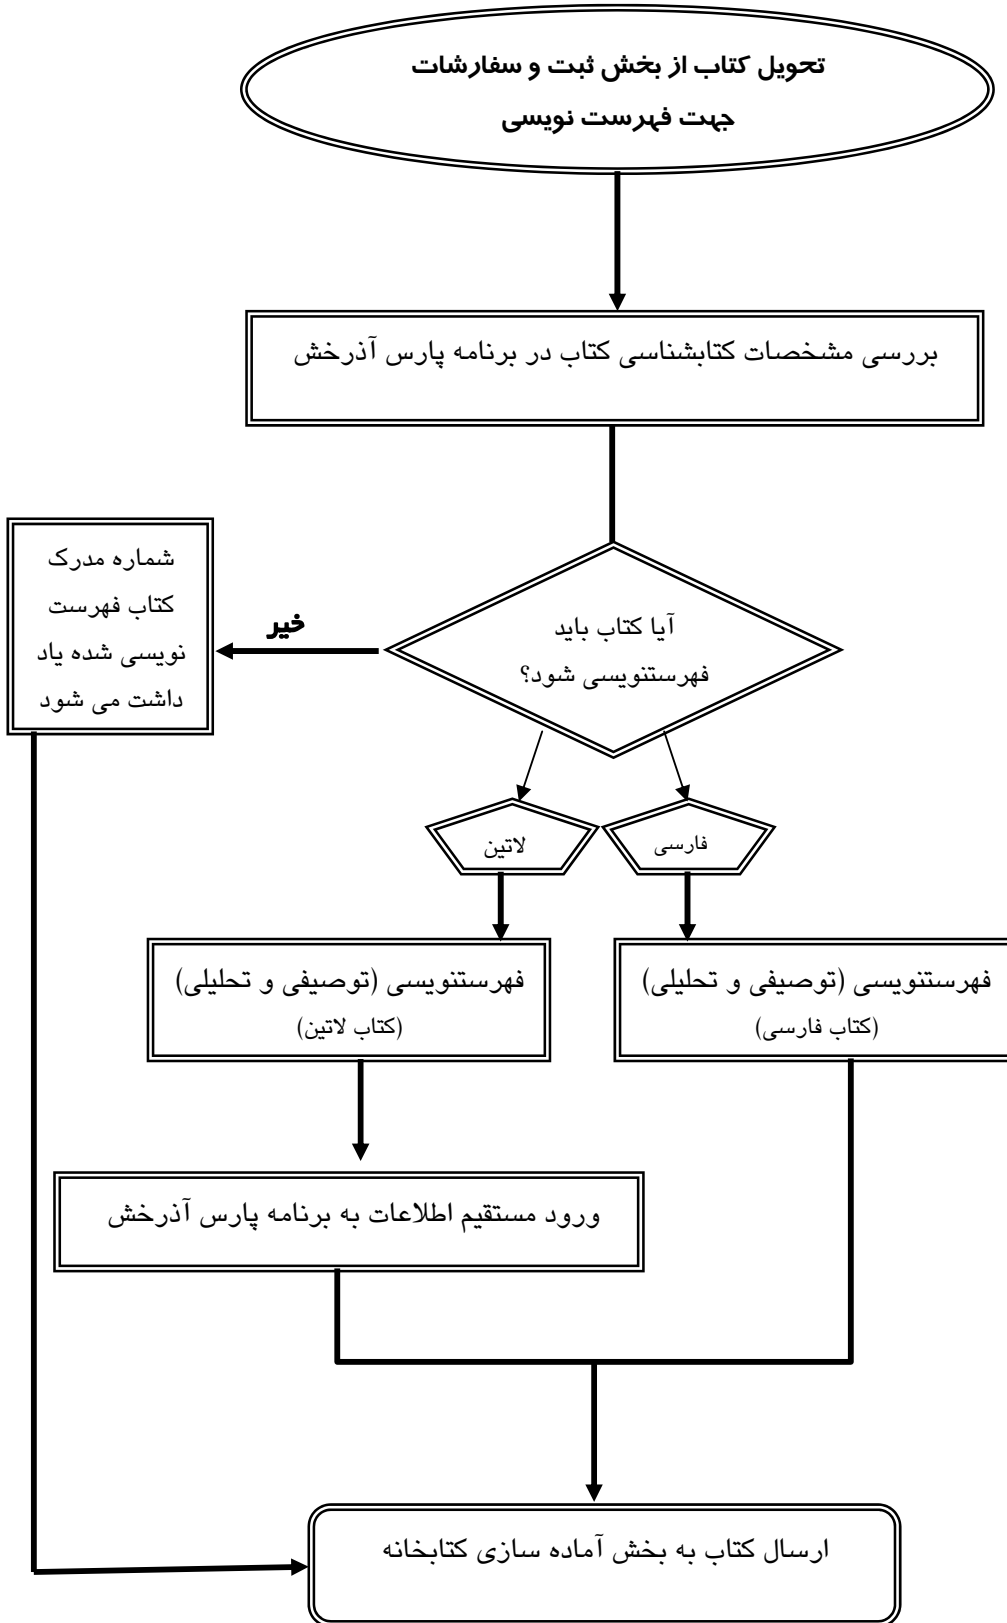 تحویل کتاب از بخش ثبت و سفارشات
جهت فهرست نویسی
بررسی مشخصات کتابشناسی کتاب در برنامه پارس آذرخش
شماره مدرک
کتاب فهرست
نویسی شده یاد
داشت می شود
خیر
آیا کتاب باید
فهرستنویسی شود؟
فارسی
لاتین
فهرستنویسی (توصیفی و تحلیلی)
(کتاب فارسی)
فهرستنویسی (توصیفی و تحلیلی)
(کتاب لاتین)
ورود مستقیم اطلاعات به برنامه پارس آذرخش
ارسال کتاب به بخش آماده سازی کتابخانه